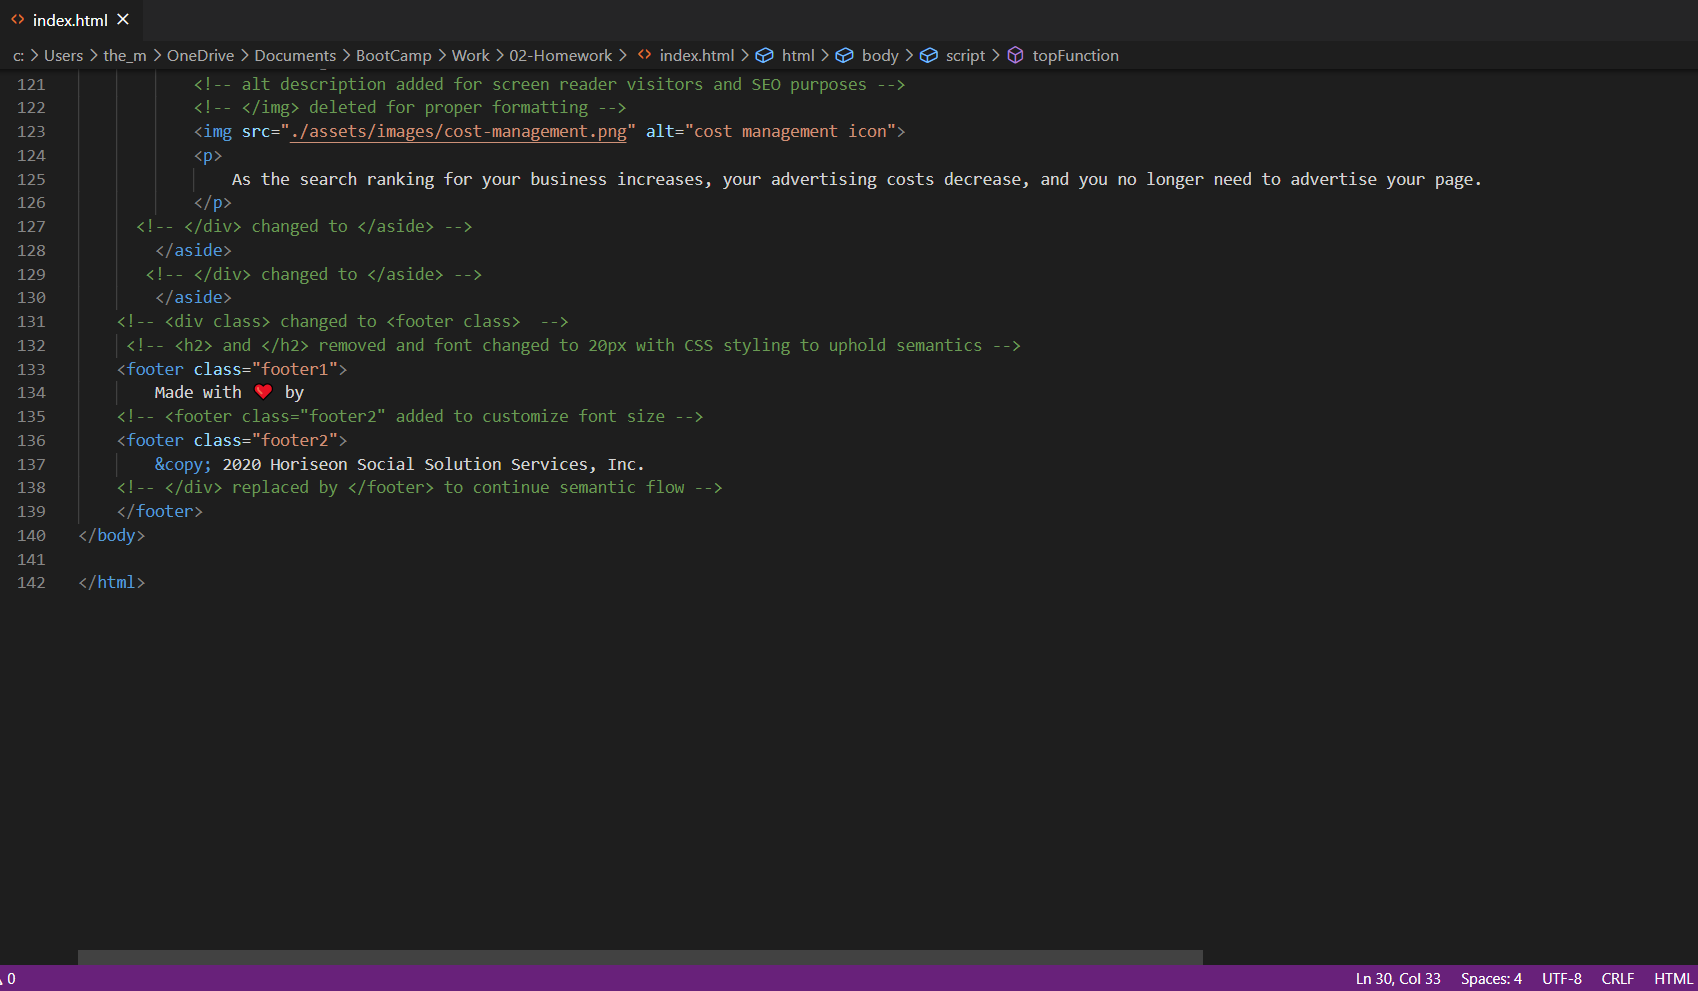 index.html
c: > Users > the_m > OneDrive > Documents > BootCamp > Work > 02-Homework > index.html > html > body > script > topFunction
121 <!-- alt description added for screen reader visitors and SEO purposes -->
122 <!-- </img> deleted for proper formatting -->
123 <img src="./assets/images/cost-management.png" alt="cost management icon">
124 <p>
125 As the search ranking for your business increases, your advertising costs decrease, and you no longer need to advertise your page.
126 </p>
127 <!-- </div> changed to </aside> -->
128 </aside>
129 <!-- </div> changed to </aside> -->
130 </aside>
131 <!-- <div class> changed to <footer class>  -->
132 <!-- <h2> and </h2> removed and font changed to 20px with CSS styling to uphold semantics -->
133 <footer class="footer1">
134 Made with ❤️ by
135 <!-- <footer class="footer2" added to customize font size -->
136 <footer class="footer2">
137 &copy; 2020 Horiseon Social Solution Services, Inc.
138 <!-- </div> replaced by </footer> to continue semantic flow -->
139 </footer>
140 </body>
141
142 </html>
0 Ln 30, Col 33 Spaces: 4 UTF-8 CRLF HTML